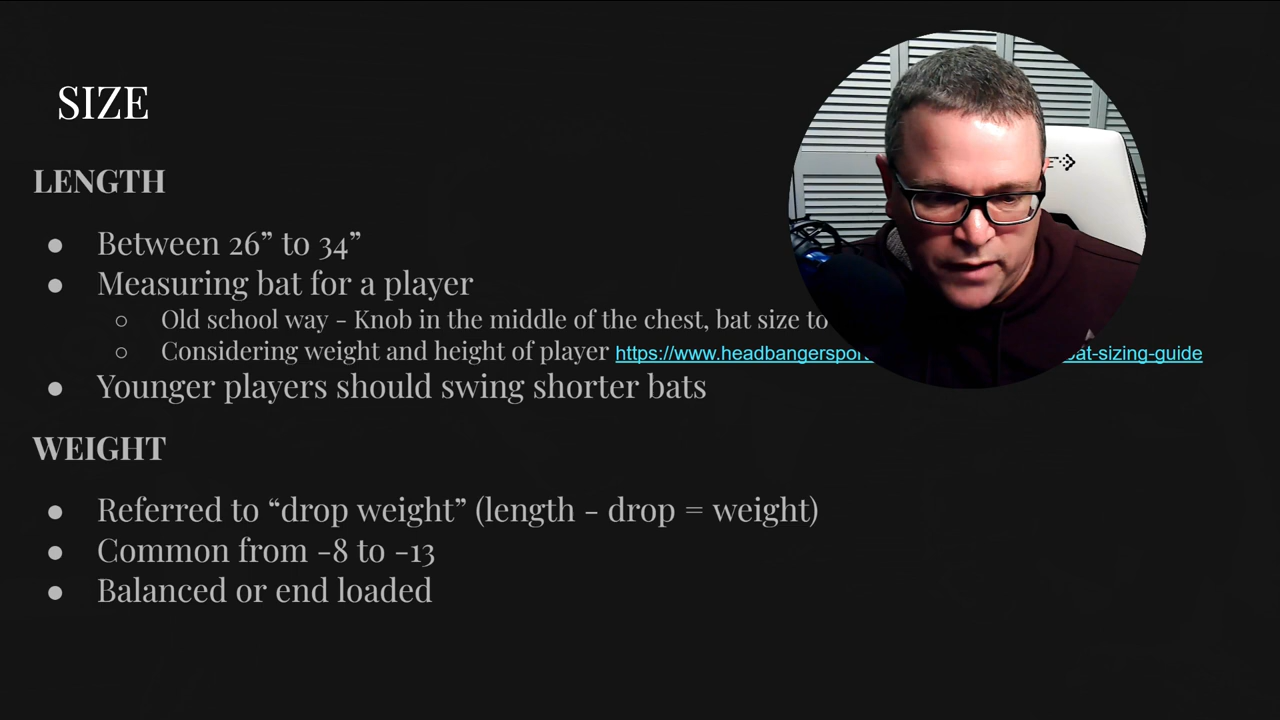 SIZE
LENGTH
● Between 26” to 34”
● Measuring bat for a player
○ Old school way - Knob in the middle of the chest, bat size to
○ Considering weight and height of player https://www.headbangerspor at-sizing-guide
● Younger players should swing shorter bats
WEIGHT
● Referred to “drop weight” (length - drop = weight)
● Common from -8 to -13
● Balanced or end loaded